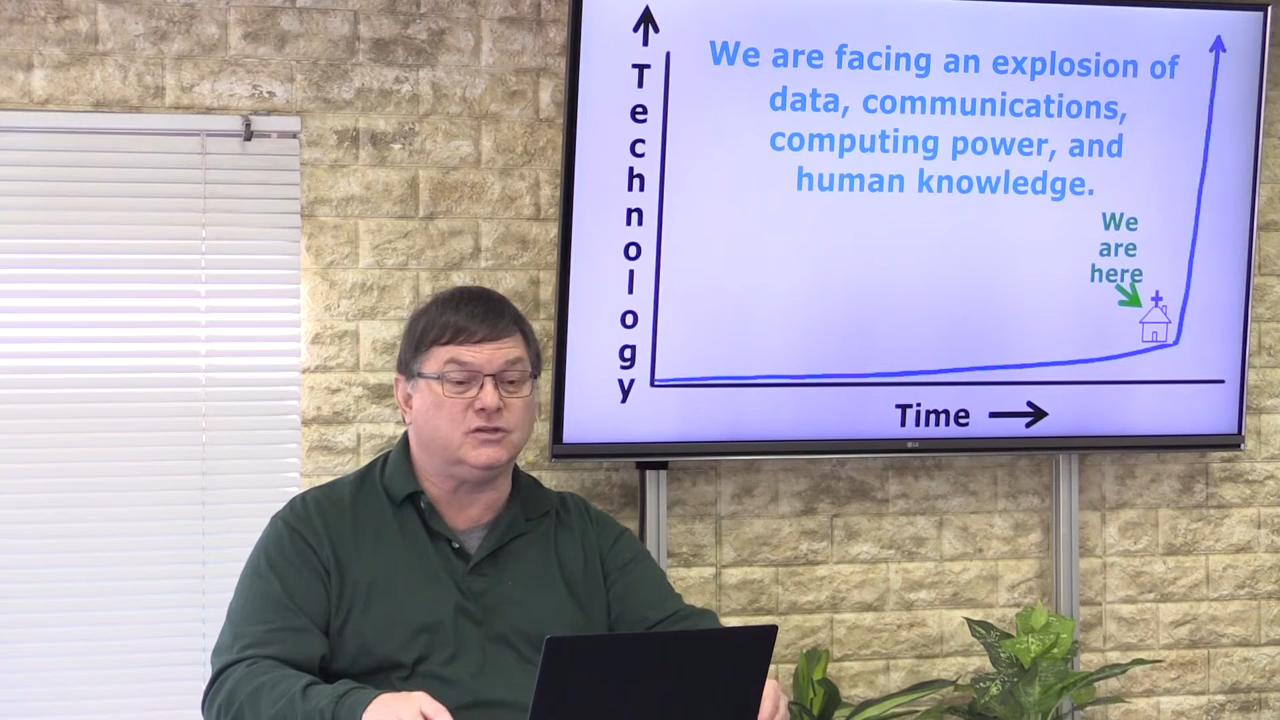 Technology
We are facing an explosion of
data, communications,
computing power, and
human knowledge.
We
are
here
Time
LG